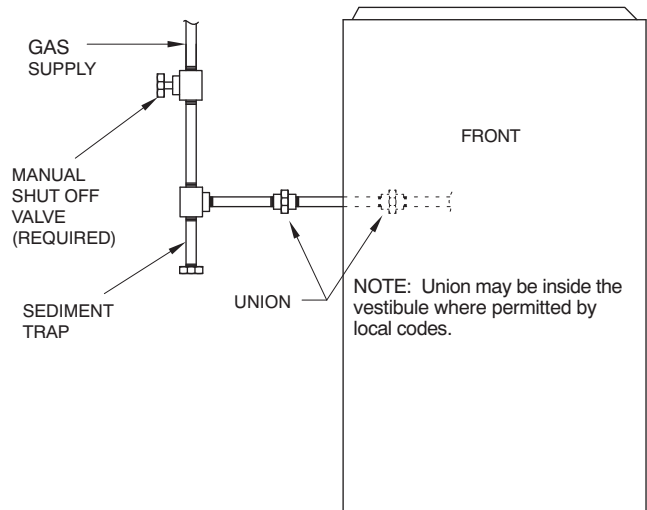 GAS
SUPPLY
FRONT
MANUAL
SHUT OFF
VALVE
(REQUIRED)
SEDIMENT
TRAP
UNION
NOTE:  Union may be inside the
vestibule where permitted by
local codes.